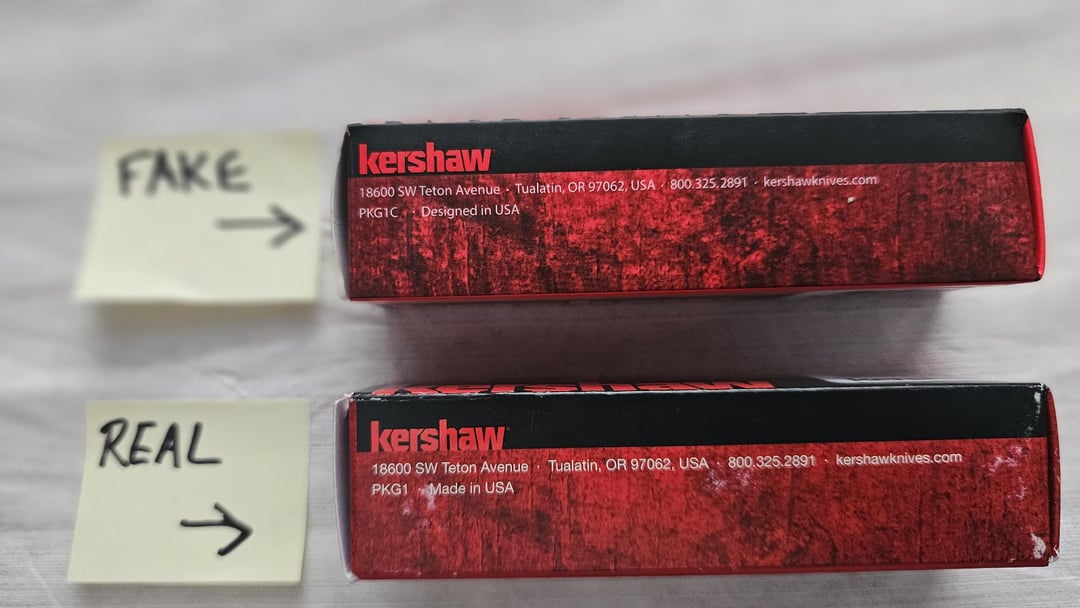 FAKE
→
kershaw
18600 SW Teton Avenue · Tualatin, OR 97062, USA · 800.325.2891 · kershawknives.com
PKG1C · Designed in USA
kershaw
REAL
→
kershaw
18600 SW Teton Avenue · Tualatin, OR 97062, USA · 800.325.2891 · kershawknives.com
PKG1 · Made in USA